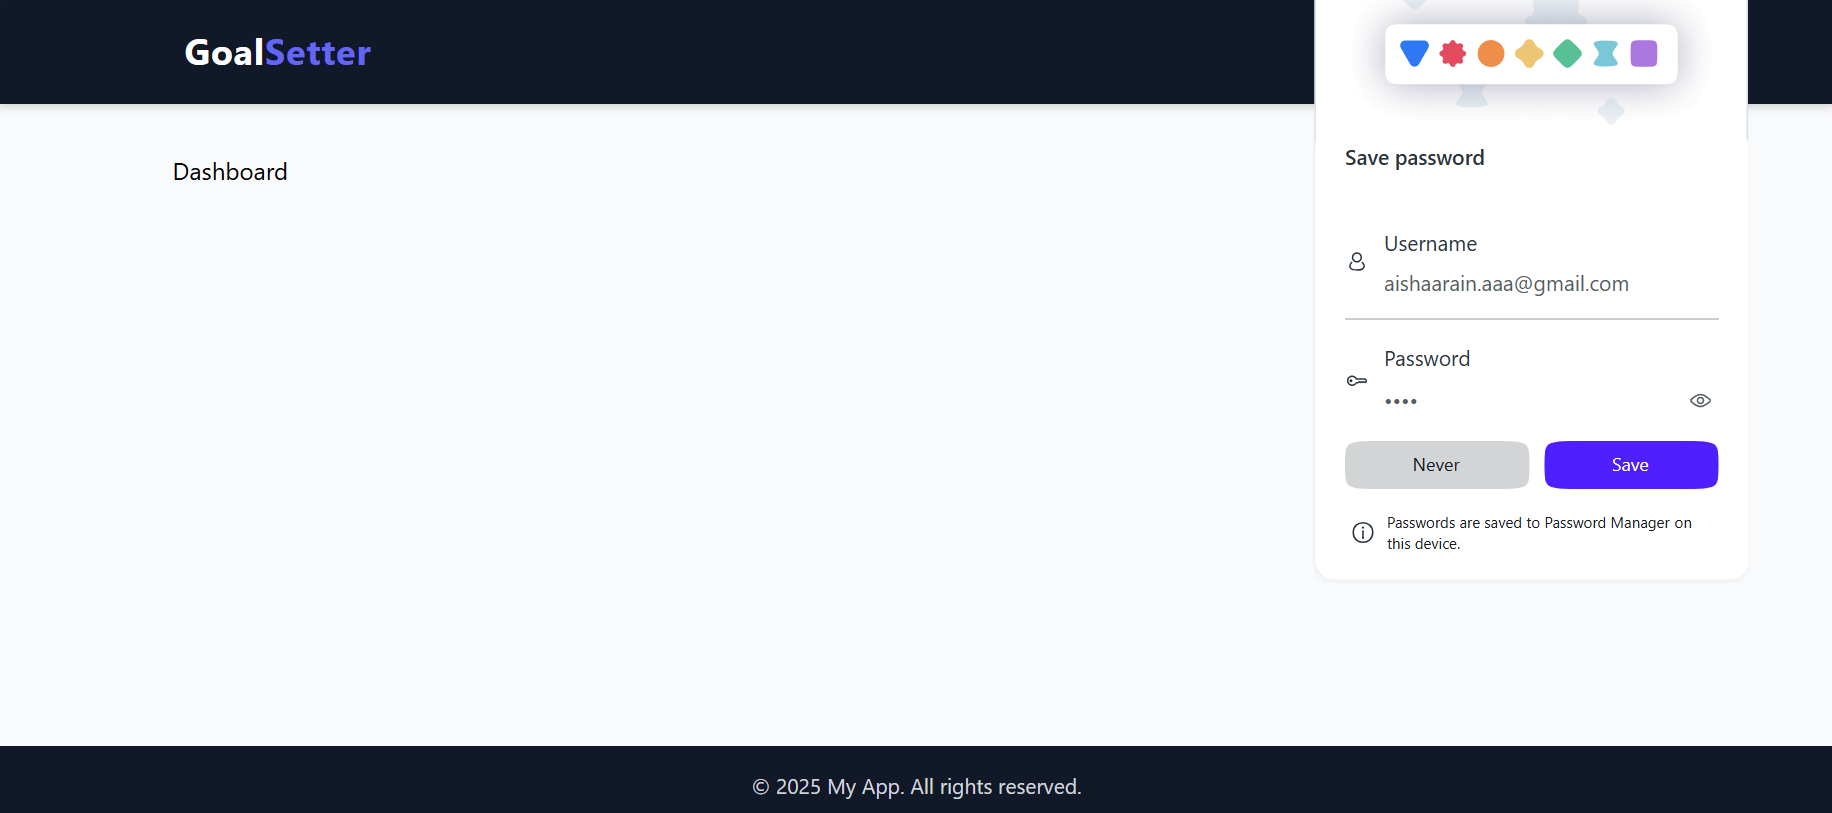 GoalSetter
Dashboard
Save password
Username
aishaarain.aaa@gmail.com
Password
••••
Never
Save
Passwords are saved to Password Manager on
this device.
© 2025 My App. All rights reserved.